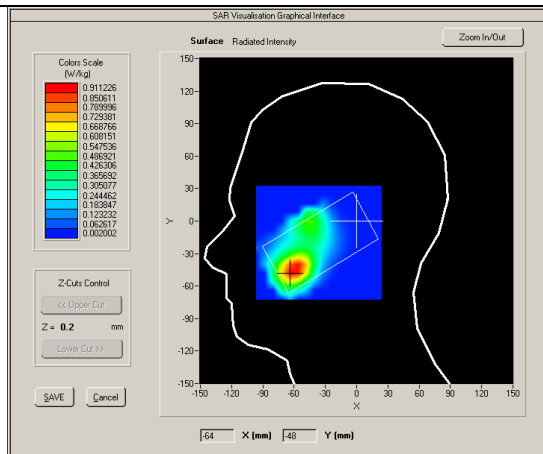 SAR Visualisation Graphical Interface
Surface Radiated Intensity
Zoom In/Out
Colors Scale
(W/kg)
0.911226
0.850611
0.789996
0.729381
0.668766
0.608151
0.547536
0.486921
0.426306
0.365692
0.305077
0.244462
0.183847
0.123232
0.062617
0.002002
Z-Cuts Control
<< Upper Cut
Z = 0.2 mm
Lower Cut >>
SAVE Cancel
150-
120-
90-
60-
30-
Y 0-
-30-
-60-
-90-
-120-
-150-
-150 -120 -90 -60 -30 0 30 60 90 120 150
X
-64 X (mm) -48 Y (mm)